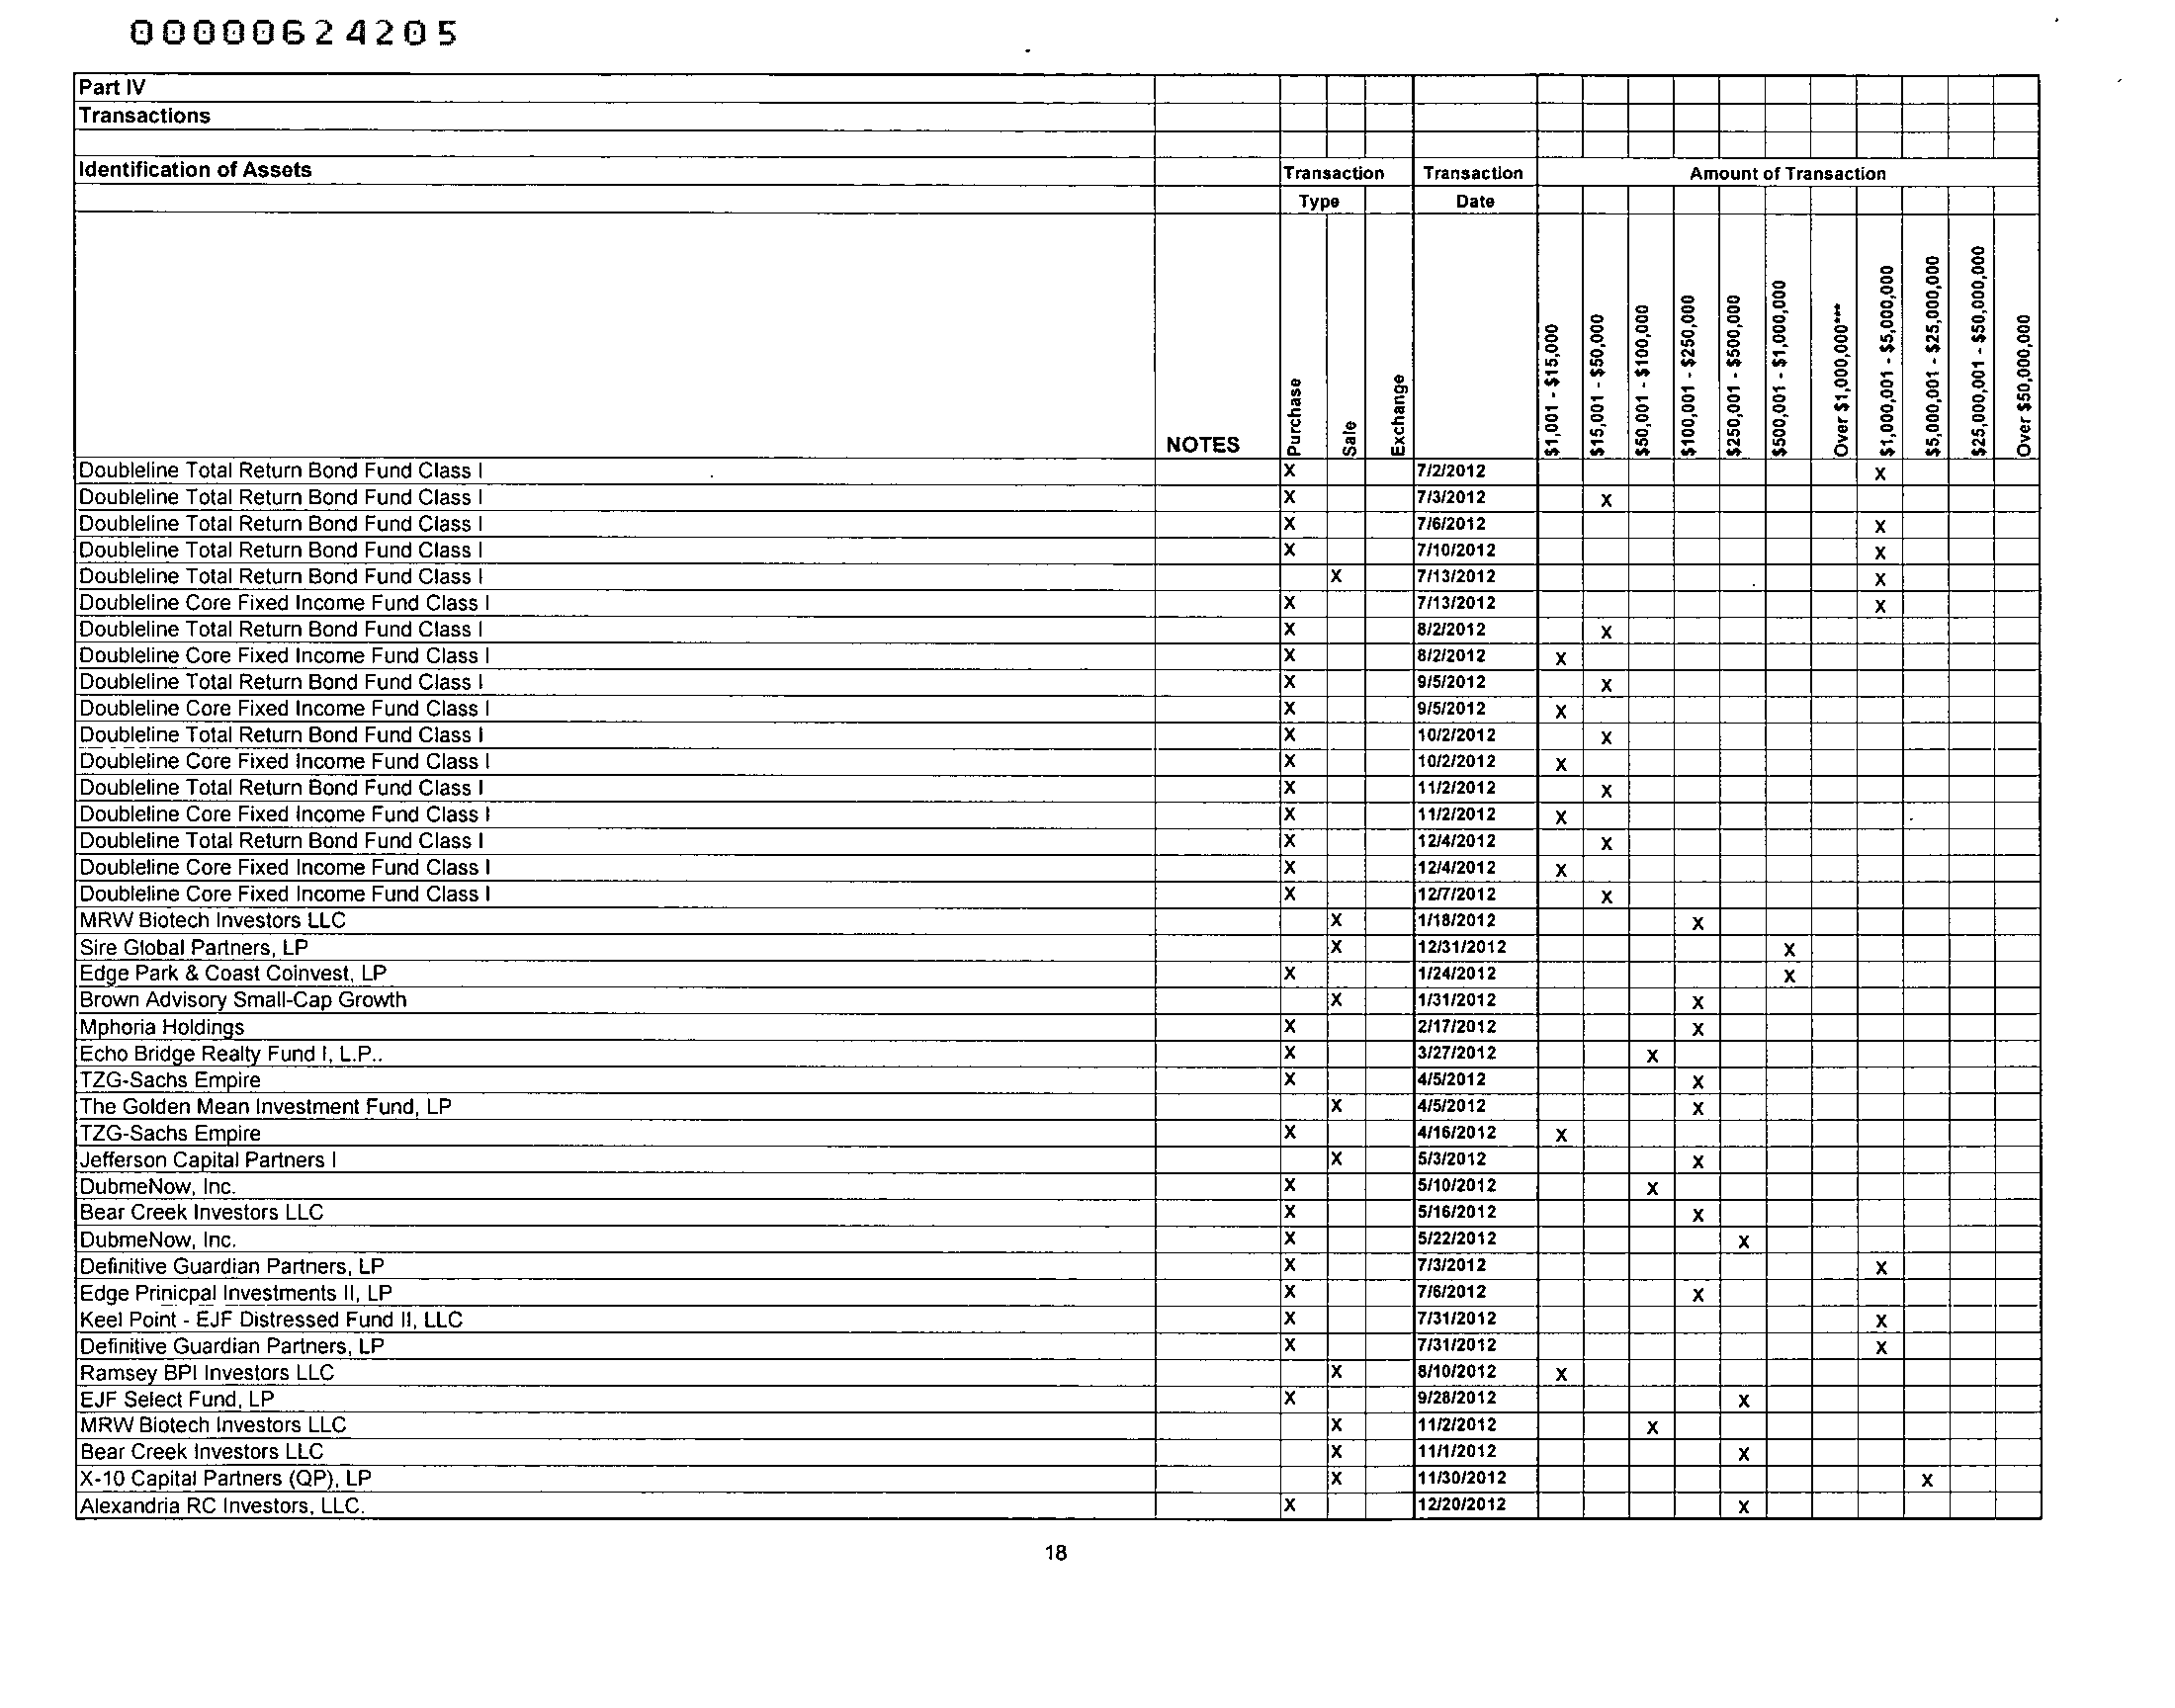 00000624205
Part IV
Transactions
Identification of Assets Transaction Transaction Amount of Transaction
Type Date
NOTES Purchase Sale Exchange $1,001 - $15,000 $15,001 - $50,000 $50,001 - $100,000 $100,001 - $250,000 $250,001 - $500,000 $500,001 - $1,000,000 Over $1,000,000*** $1,000,001 - $5,000,000 $5,000,001 - $25,000,000 $25,000,001 - $50,000,000 Over $50,000,000
Doubleline Total Return Bond Fund Class I X 7/2/2012 X
Doubleline Total Return Bond Fund Class I X 7/3/2012 X
Doubleline Total Return Bond Fund Class I X 7/6/2012 X
Doubleline Total Return Bond Fund Class I X 7/10/2012 X
Doubleline Total Return Bond Fund Class I X 7/13/2012 X
Doubleline Core Fixed Income Fund Class I X 7/13/2012 X
Doubleline Total Return Bond Fund Class I X 8/2/2012 X
Doubleline Core Fixed Income Fund Class I X 8/2/2012 X
Doubleline Total Return Bond Fund Class I X 9/5/2012 X
Doubleline Core Fixed Income Fund Class I X 9/5/2012 X
Doubleline Total Return Bond Fund Class I X 10/2/2012 X
Doubleline Core Fixed Income Fund Class I X 10/2/2012 X
Doubleline Total Return Bond Fund Class I X 11/2/2012 X
Doubleline Core Fixed Income Fund Class I X 11/2/2012 X
Doubleline Total Return Bond Fund Class I X 12/4/2012 X
Doubleline Core Fixed Income Fund Class I X 12/4/2012 X
Doubleline Core Fixed Income Fund Class I X 12/7/2012 X
MRW Biotech Investors LLC X 1/18/2012 X
Sire Global Partners, LP X 12/31/2012 X
Edge Park & Coast Coinvest, LP X 1/24/2012 X
Brown Advisory Small-Cap Growth X 1/31/2012 X
Mphoria Holdings X 2/17/2012 X
Echo Bridge Realty Fund I, L.P.. X 3/27/2012 X
TZG-Sachs Empire X 4/5/2012 X
The Golden Mean Investment Fund, LP X 4/5/2012 X
TZG-Sachs Empire X 4/16/2012 X
Jefferson Capital Partners I X 5/3/2012 X
DubmeNow, Inc. X 5/10/2012 X
Bear Creek Investors LLC X 5/16/2012 X
DubmeNow, Inc. X 5/22/2012 X
Definitive Guardian Partners, LP X 7/3/2012 X
Edge Prinicpal Investments II, LP X 7/6/2012 X
Keel Point - EJF Distressed Fund II, LLC X 7/31/2012 X
Definitive Guardian Partners, LP X 7/31/2012 X
Ramsey BPI Investors LLC X 8/10/2012 X
EJF Select Fund, LP X 9/28/2012 X
MRW Biotech Investors LLC X 11/2/2012 X
Bear Creek Investors LLC X 11/1/2012 X
X-10 Capital Partners (QP), LP X 11/30/2012 X
Alexandria RC Investors, LLC. X 12/20/2012 X
18